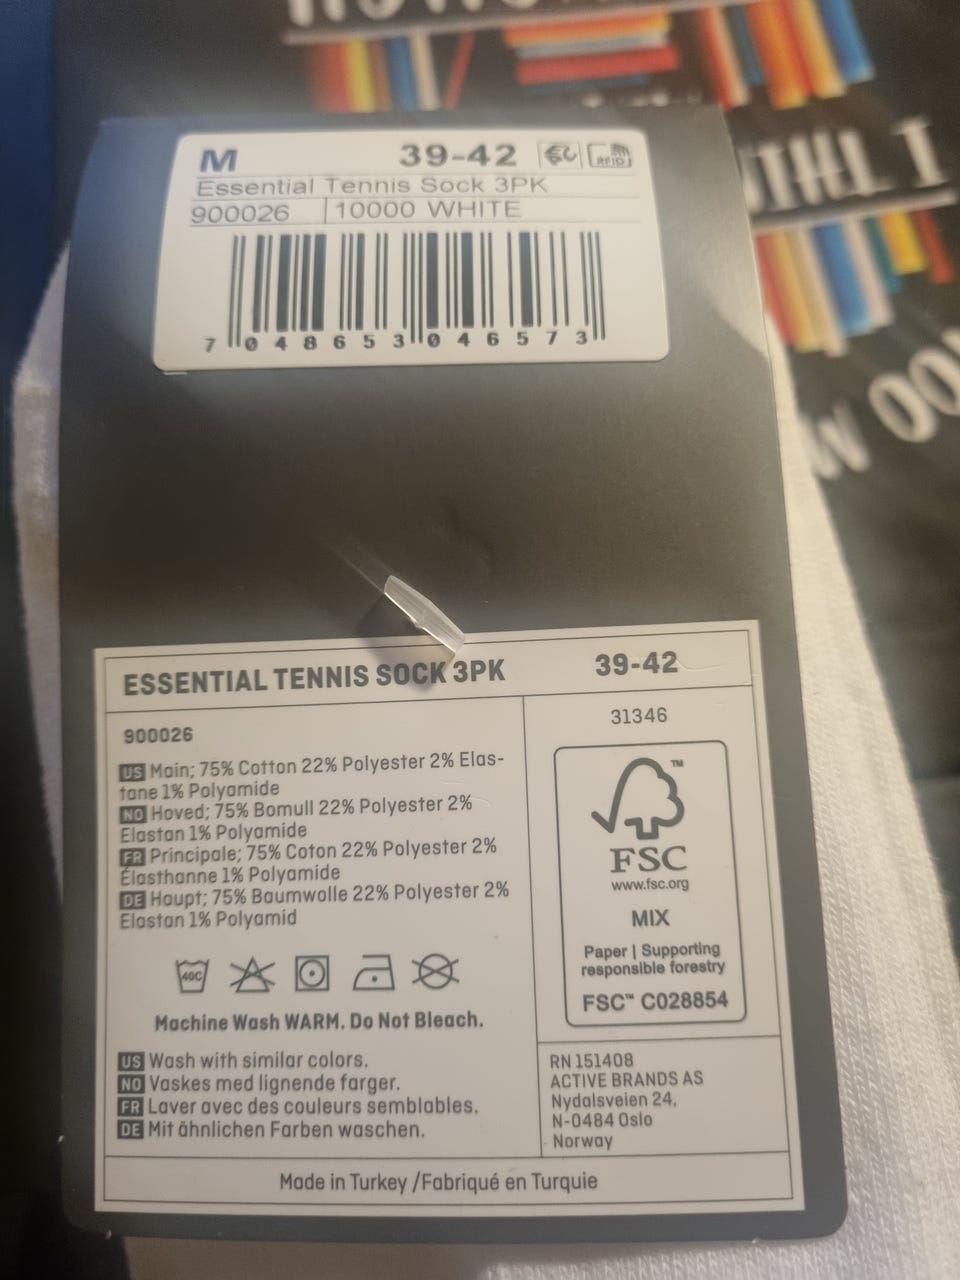 I THI
OO M
M 39-42 RFID
Essential Tennis Sock 3PK
900026 10000 WHITE
7 048653 046573
ESSENTIAL TENNIS SOCK 3PK 39-42
900026
US Main; 75% Cotton 22% Polyester 2% Elas-
tane 1% Polyamide
NO Hoved; 75% Bomull 22% Polyester 2%
Elastan 1% Polyamide
FR Principale; 75% Coton 22% Polyester 2%
Élasthanne 1% Polyamide
DE Haupt; 75% Baumwolle 22% Polyester 2%
Elastan 1% Polyamid
40C
Machine Wash WARM. Do Not Bleach.
US Wash with similar colors.
NO Vaskes med lignende farger.
FR Laver avec des couleurs semblables.
DE Mit ähnlichen Farben waschen.
31346
™
FSC
www.fsc.org
MIX
Paper | Supporting
responsible forestry
FSC™ C028854
RN 151408
ACTIVE BRANDS AS
Nydalsveien 24,
N-0484 Oslo
Norway
Made in Turkey /Fabriqué en Turquie